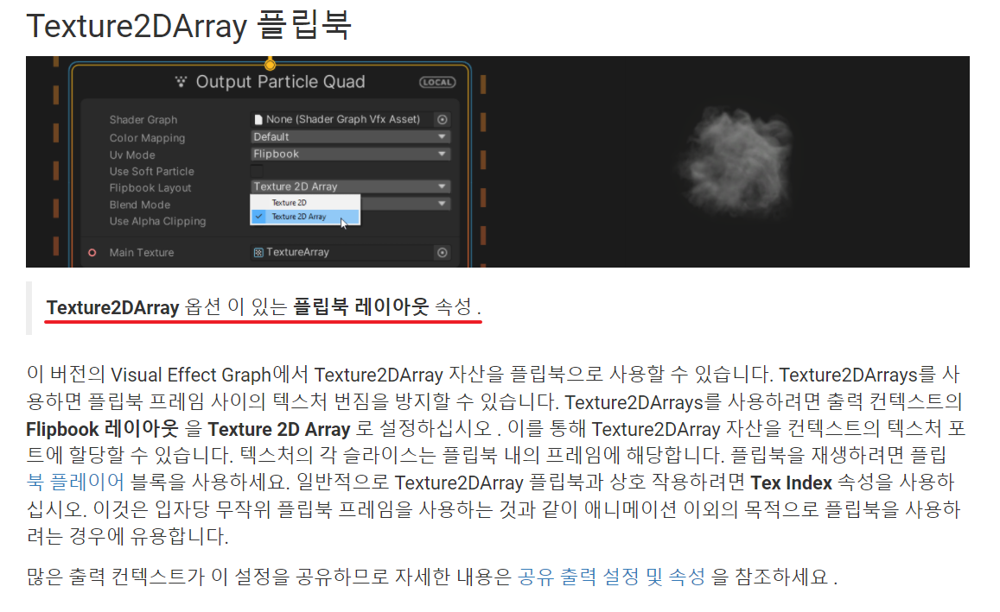 Texture2DArray 플립북
Output Particle Quad
LOCAL
Shader Graph
None (Shader Graph Vfx Asset)
Color Mapping
Default
Uv Mode
Flipbook
Use Soft Particle
Flipbook Layout
Texture 2D Array
Texture 2D
Blend Mode
Texture 2D Array
Use Alpha Clipping
Main Texture
TextureArray
Texture2DArray 옵션 이 있는 플립북 레이아웃 속성 .
이 버전의 Visual Effect Graph에서 Texture2DArray 자산을 플립북으로 사용할 수 있습니다. Texture2DArrays를 사
용하면 플립북 프레임 사이의 텍스처 번짐을 방지할 수 있습니다. Texture2DArrays를 사용하려면 출력 컨텍스트의
Flipbook 레이아웃 을 Texture 2D Array 로 설정하십시오 . 이를 통해 Texture2DArray 자산을 컨텍스트의 텍스처 포
트에 할당할 수 있습니다. 텍스처의 각 슬라이스는 플립북 내의 프레임에 해당합니다. 플립북을 재생하려면 플립
북 플레이어 블록을 사용하세요. 일반적으로 Texture2DArray 플립북과 상호 작용하려면 Tex Index 속성을 사용하
십시오. 이것은 입자당 무작위 플립북 프레임을 사용하는 것과 같이 애니메이션 이외의 목적으로 플립북을 사용하
려는 경우에 유용합니다.
많은 출력 컨텍스트가 이 설정을 공유하므로 자세한 내용은 공유 출력 설정 및 속성 을 참조하세요 .